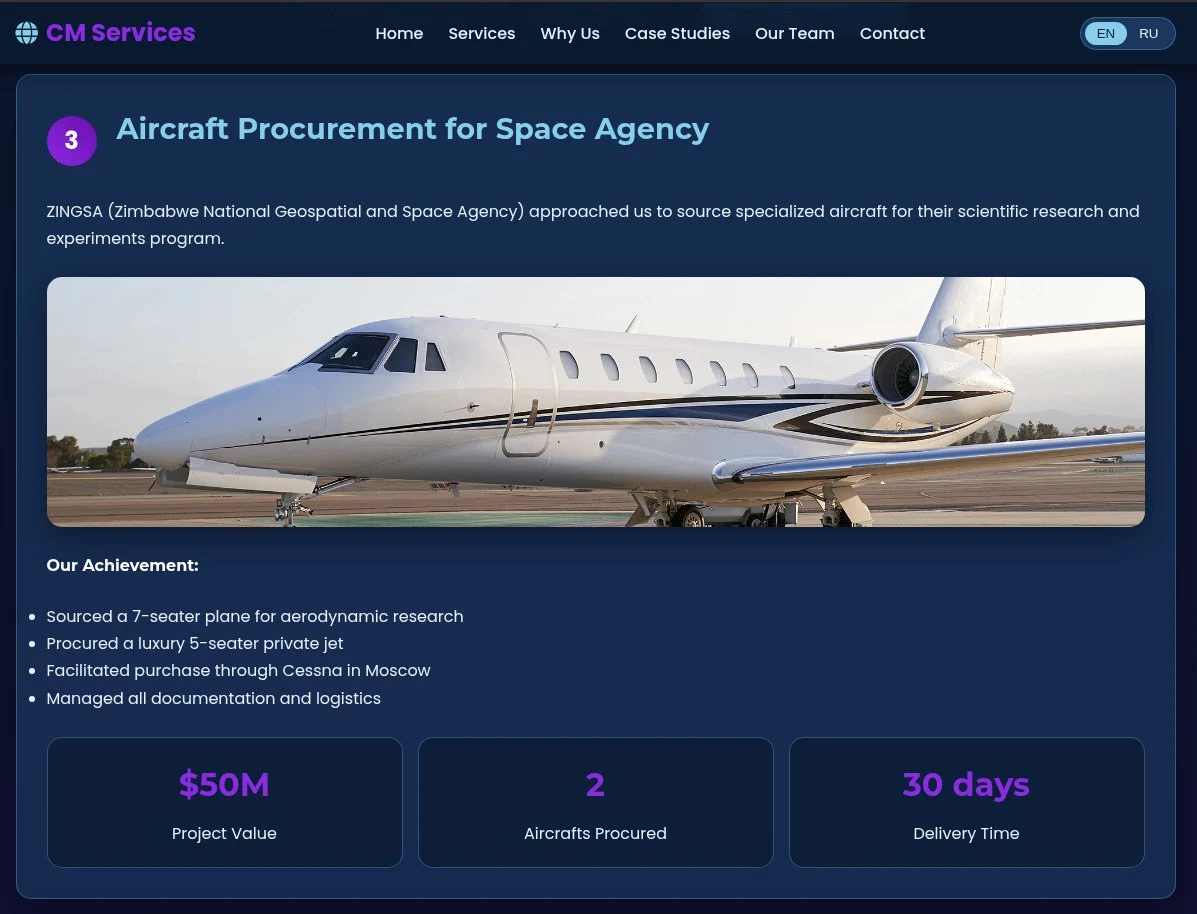 CM Services
Home Services Why Us Case Studies Our Team Contact
EN RU
3
Aircraft Procurement for Space Agency
ZINGSA (Zimbabwe National Geospatial and Space Agency) approached us to source specialized aircraft for their scientific research and
experiments program.
Our Achievement:
Sourced a 7-seater plane for aerodynamic research
Procured a luxury 5-seater private jet
Facilitated purchase through Cessna in Moscow
Managed all documentation and logistics
$50M
Project Value
2
Aircrafts Procured
30 days
Delivery Time